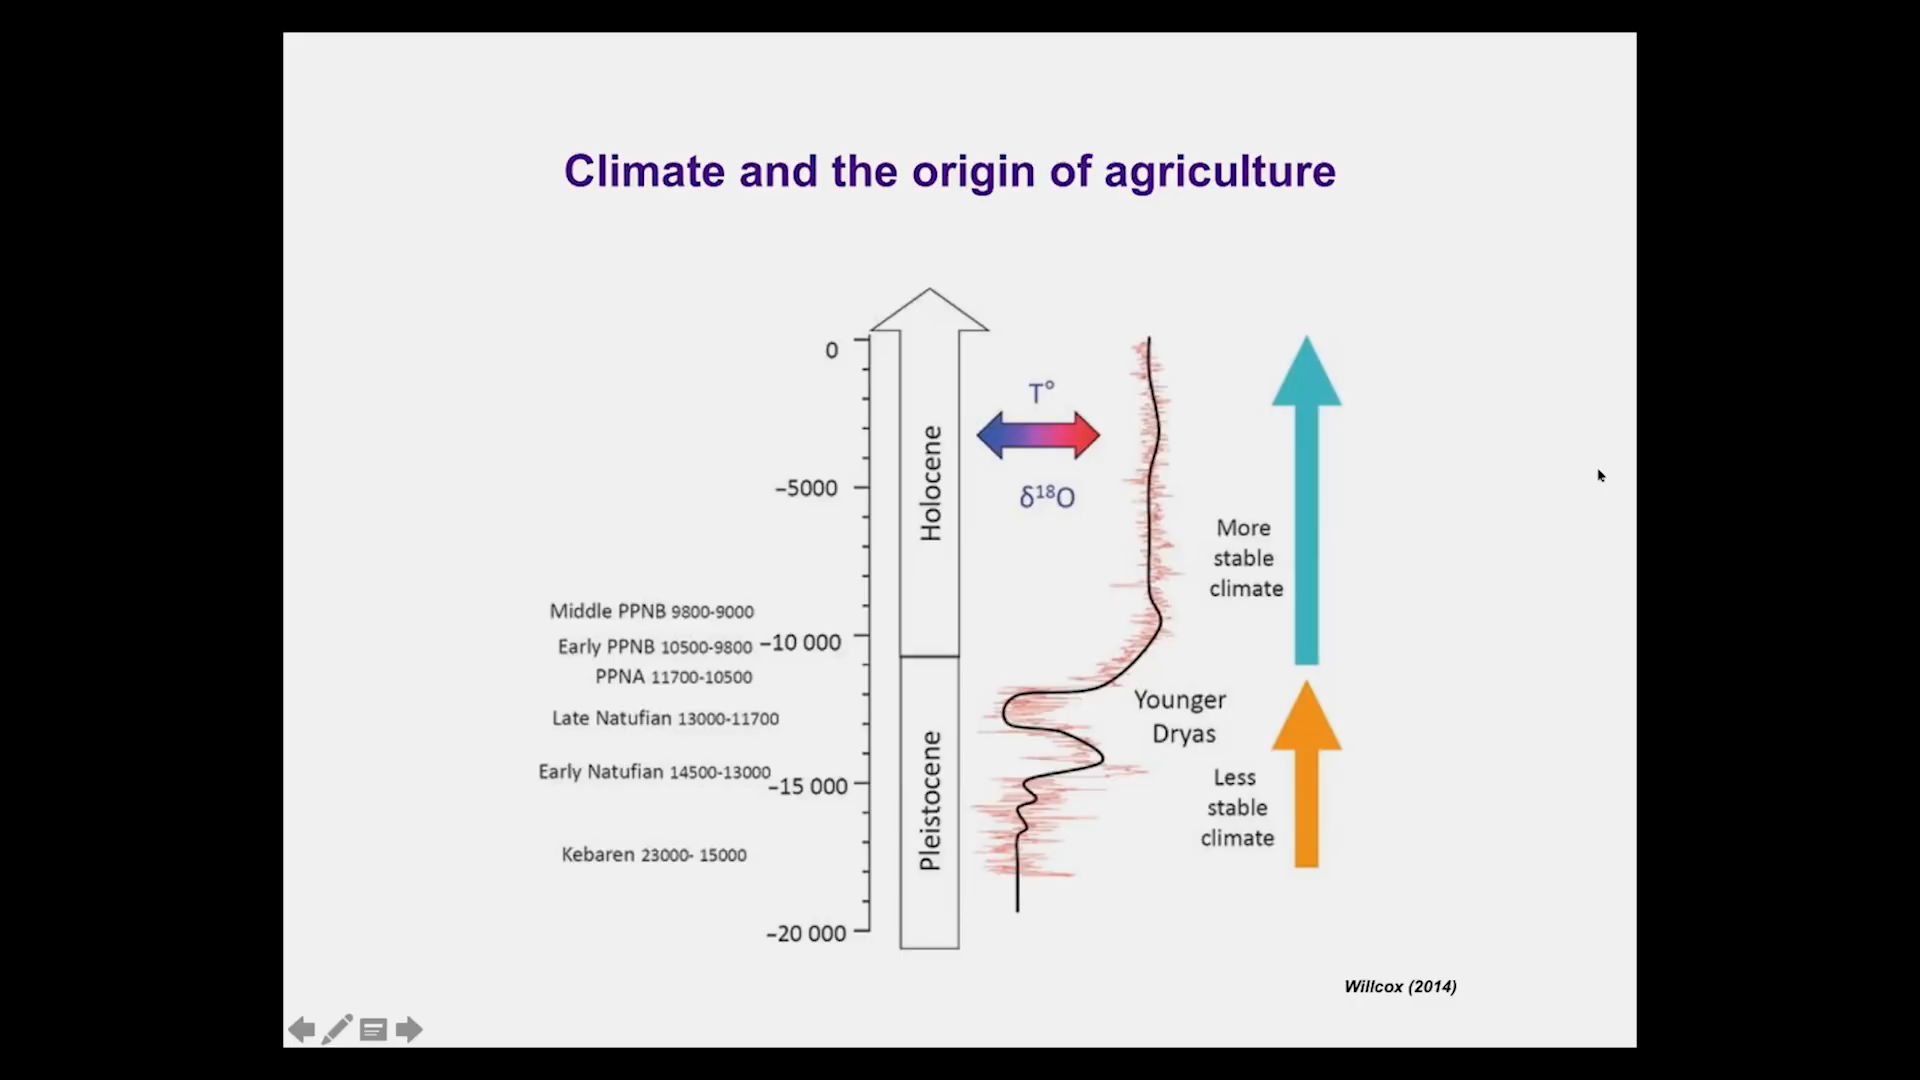 Climate and the origin of agriculture
0
T°
Holocene
−5000
δ¹⁸O
More
stable
climate
Middle PPNB 9800-9000
Early PPNB 10500-9800
−10 000
PPNA 11700-10500
Younger
Dryas
Late Natufian 13000-11700
Early Natufian 14500-13000
−15 000
Pleistocene
Less
stable
climate
Kebaren 23000- 15000
−20 000
Willcox (2014)